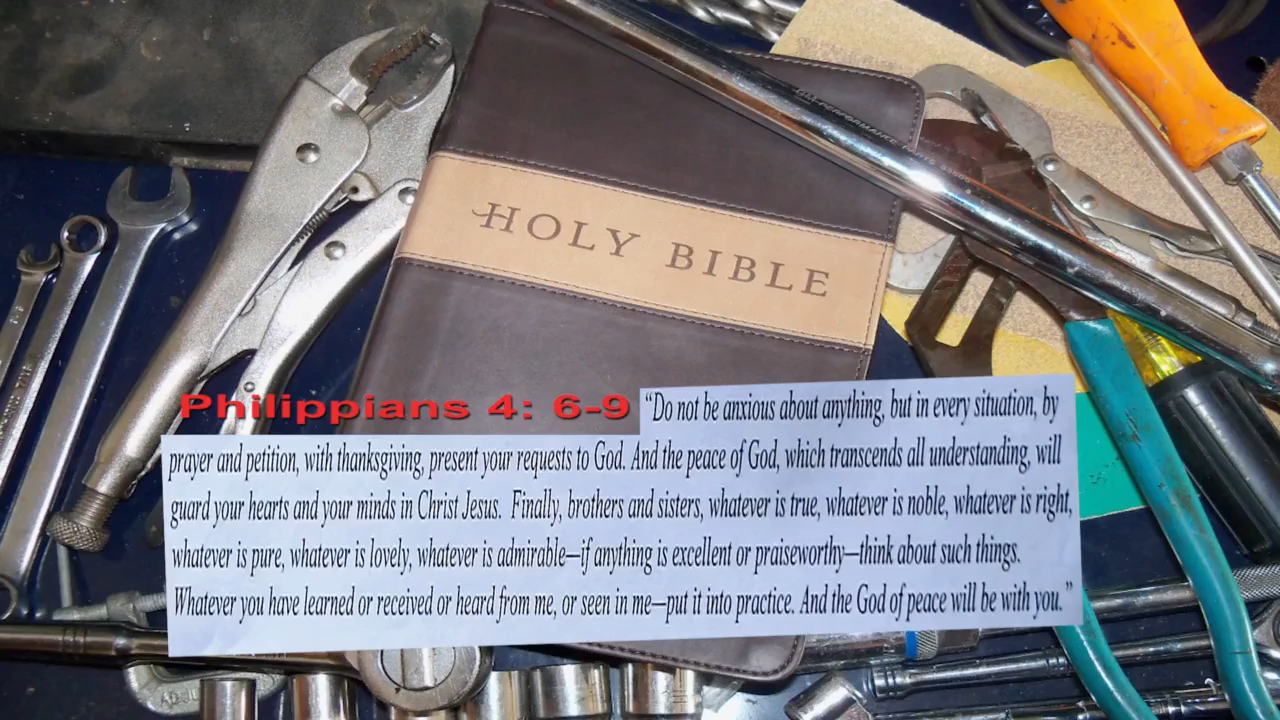 HOLY BIBLE
Philippians 4: 6-9 “Do not be anxious about anything, but in every situation, by
prayer and petition, with thanksgiving, present your requests to God. And the peace of God, which transcends all understanding, will
guard your hearts and your minds in Christ Jesus. Finally, brothers and sisters, whatever is true, whatever is noble, whatever is right,
whatever is pure, whatever is lovely, whatever is admirable—if anything is excellent or praiseworthy—think about such things.
Whatever you have learned or received or heard from me, or seen in me—put it into practice. And the God of peace will be with you.”